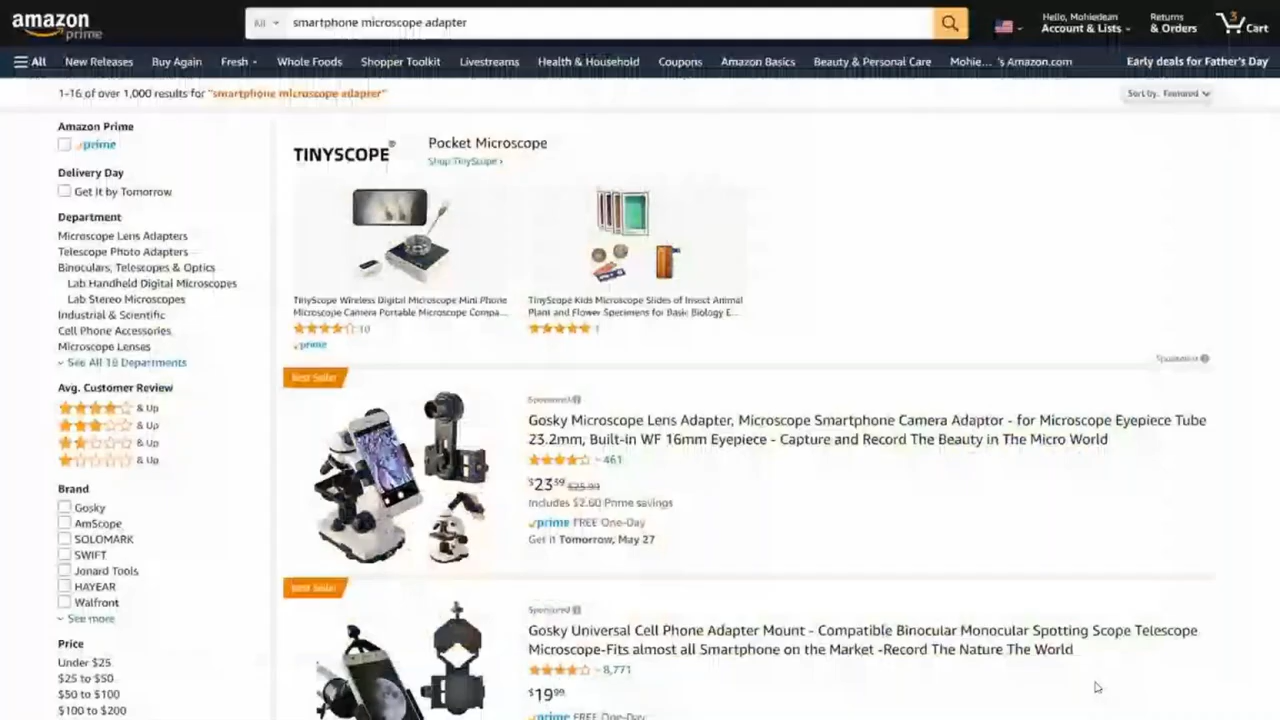 amazon
prime
All
smartphone microscope adapter
Hello, Mohiedean
Account & Lists
Returns
& Orders
3
Cart
All
New Releases
Buy Again
Fresh
Whole Foods
Shopper Toolkit
Livestreams
Health & Household
Coupons
Amazon Basics
Beauty & Personal Care
Mohie... 's Amazon.com
Early deals for Father's Day
1-16 of over 1,000 results for "smartphone microscope adapter"
Sort by: Featured
Amazon Prime
prime
Delivery Day
Get It by Tomorrow
Department
Microscope Lens Adapters
Telescope Photo Adapters
Binoculars, Telescopes & Optics
Lab Handheld Digital Microscopes
Lab Stereo Microscopes
Industrial & Scientific
Cell Phone Accessories
Microscope Lenses
See All 18 Departments
Avg. Customer Review
& Up
& Up
& Up
& Up
Brand
Gosky
AmScope
SOLOMARK
SWIFT
Jonard Tools
HAYEAR
Walfront
See more
Price
Under $25
$25 to $50
$50 to $100
$100 to $200
TINYSCOPE®
Pocket Microscope
Shop TinyScope ›
TinyScope Wireless Digital Microscope Mini Phone
Microscope Camera Portable Microscope Compa...
10
prime
TinyScope Kids Microscope Slides of Insect Animal
Plant and Flower Specimens for Basic Biology E...
1
Sponsored
Best Seller
Sponsored
Gosky Microscope Lens Adapter, Microscope Smartphone Camera Adaptor - for Microscope Eyepiece Tube
23.2mm, Built-in WF 16mm Eyepiece - Capture and Record The Beauty in The Micro World
461
$2359 $25.99
Includes $2.60 Prime savings
prime FREE One-Day
Get it Tomorrow, May 27
Best Seller
Sponsored
Gosky Universal Cell Phone Adapter Mount - Compatible Binocular Monocular Spotting Scope Telescope
Microscope-Fits almost all Smartphone on the Market -Record The Nature The World
8,771
$1999
prime FREE One-Day